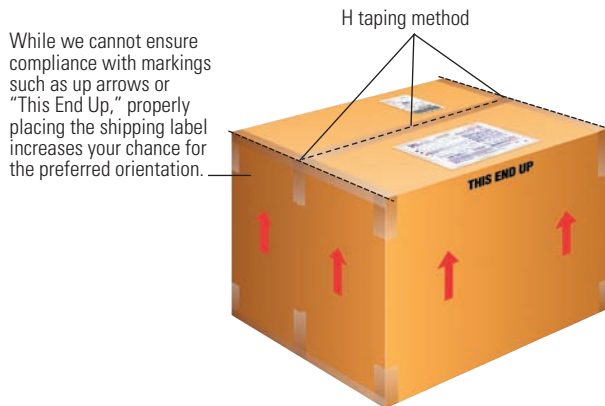 H taping method
While we cannot ensure
compliance with markings
such as up arrows or
“This End Up,” properly
placing the shipping label
increases your chance for
the preferred orientation.
THIS END UP